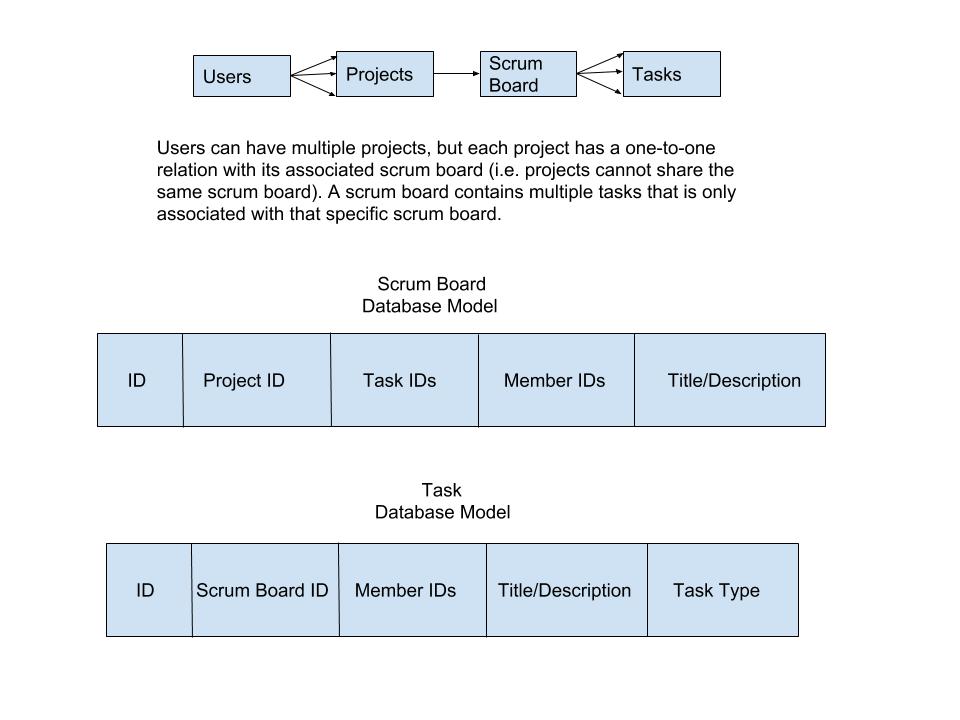 Users
Projects
Scrum
Board
Tasks
Users can have multiple projects, but each project has a one-to-one
relation with its associated scrum board (i.e. projects cannot share the
same scrum board). A scrum board contains multiple tasks that is only
associated with that specific scrum board.
Scrum Board
Database Model
ID
Project ID
Task IDs
Member IDs
Title/Description
Task
Database Model
ID
Scrum Board ID
Member IDs
Title/Description
Task Type